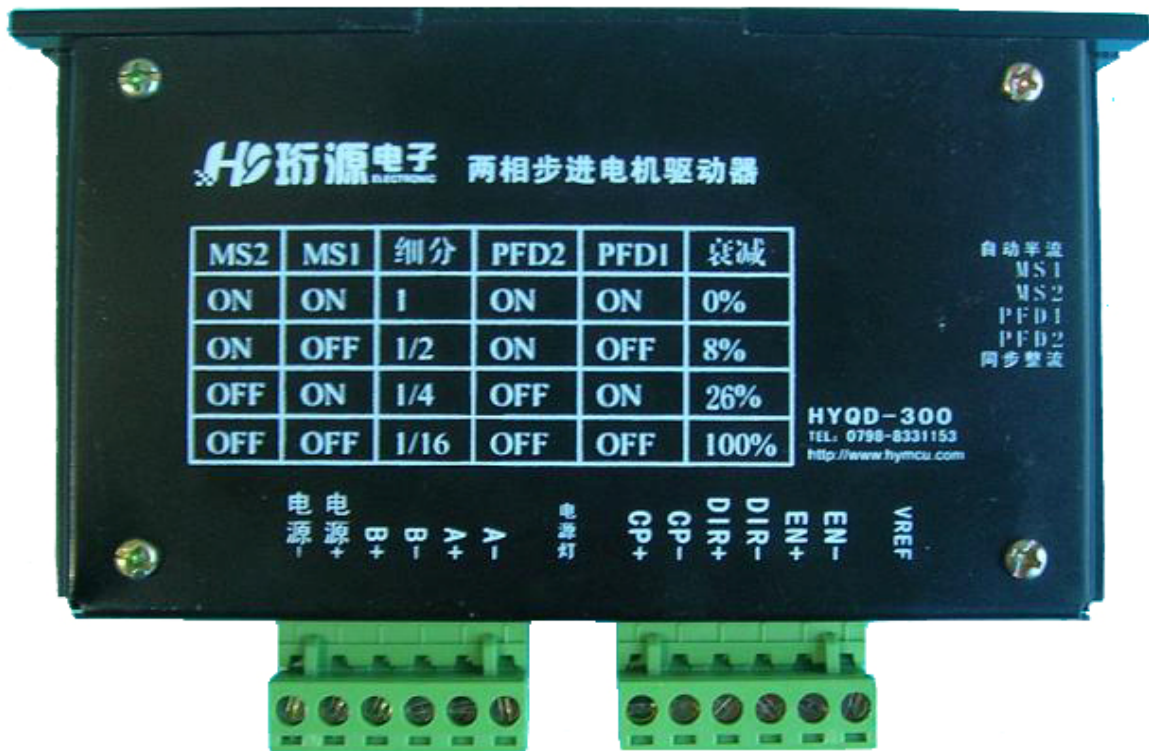 HS 珩源电子 ELECTRONIC 两相步进电机驱动器
MS2 MS1 细分 PFD2 PFD1 衰减
ON ON 1 ON ON 0%
ON OFF 1/2 ON OFF 8%
OFF ON 1/4 OFF ON 26%
OFF OFF 1/16 OFF OFF 100%
自动半流
MS1
MS2
PFD1
PFD2
同步整流
HYQD-300
TEL: 0798-8331153
http://www.hymcu.com
电源-
电源+
B+
B-
A+
A-
电源灯
CP+
CP-
DIR+
DIR-
EN+
EN-
VREF